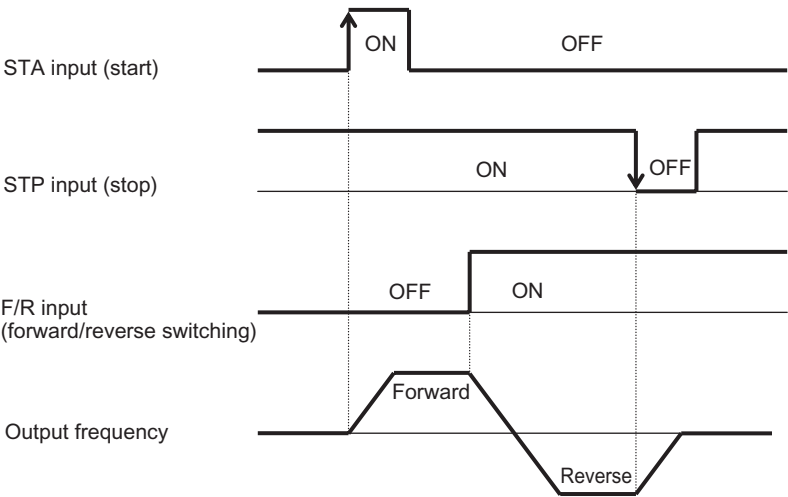 ON
OFF
STA input (start)
ON
OFF
STP input (stop)
OFF
ON
F/R input
(forward/reverse switching)
Forward
Output frequency
Reverse